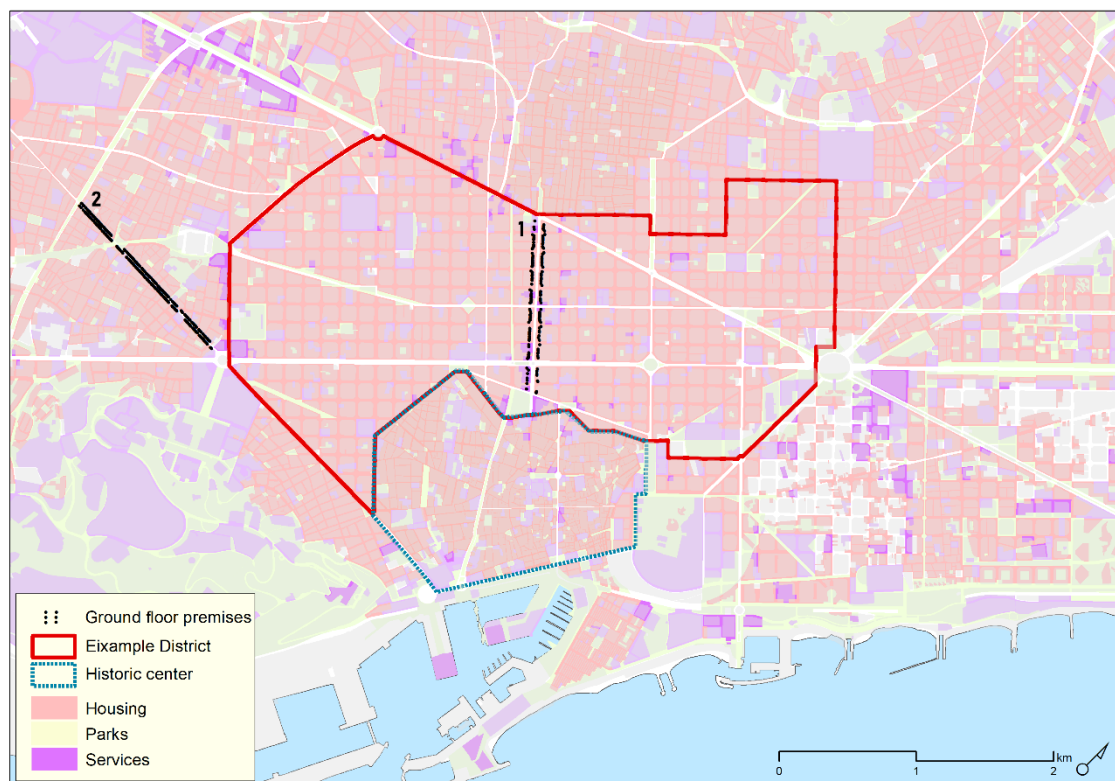 2
1
Ground floor premises
Eixample District
Historic center
Housing
Parks
Services
km
0 1 2